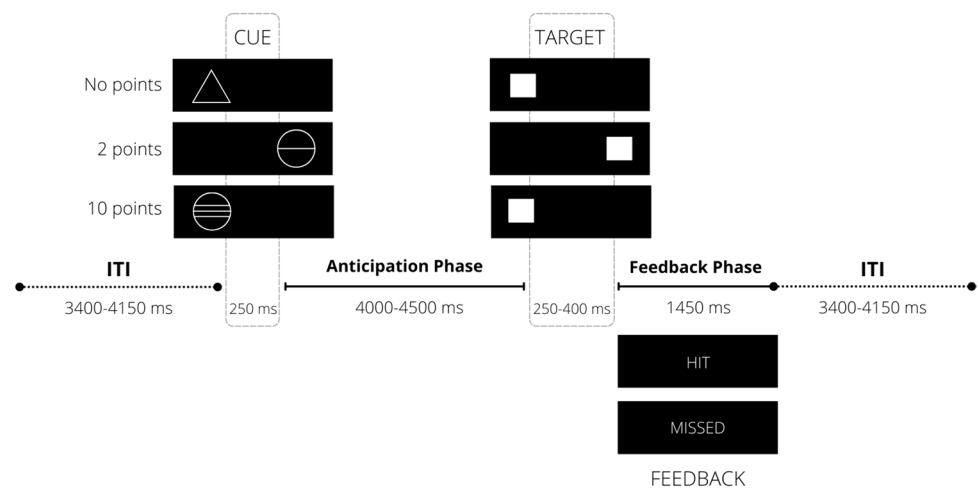 CUE
TARGET
No points
2 points
10 points
ITI
Anticipation Phase
Feedback Phase
ITI
3400-4150 ms
250 ms
4000-4500 ms
250-400 ms
1450 ms
3400-4150 ms
HIT
MISSED
FEEDBACK